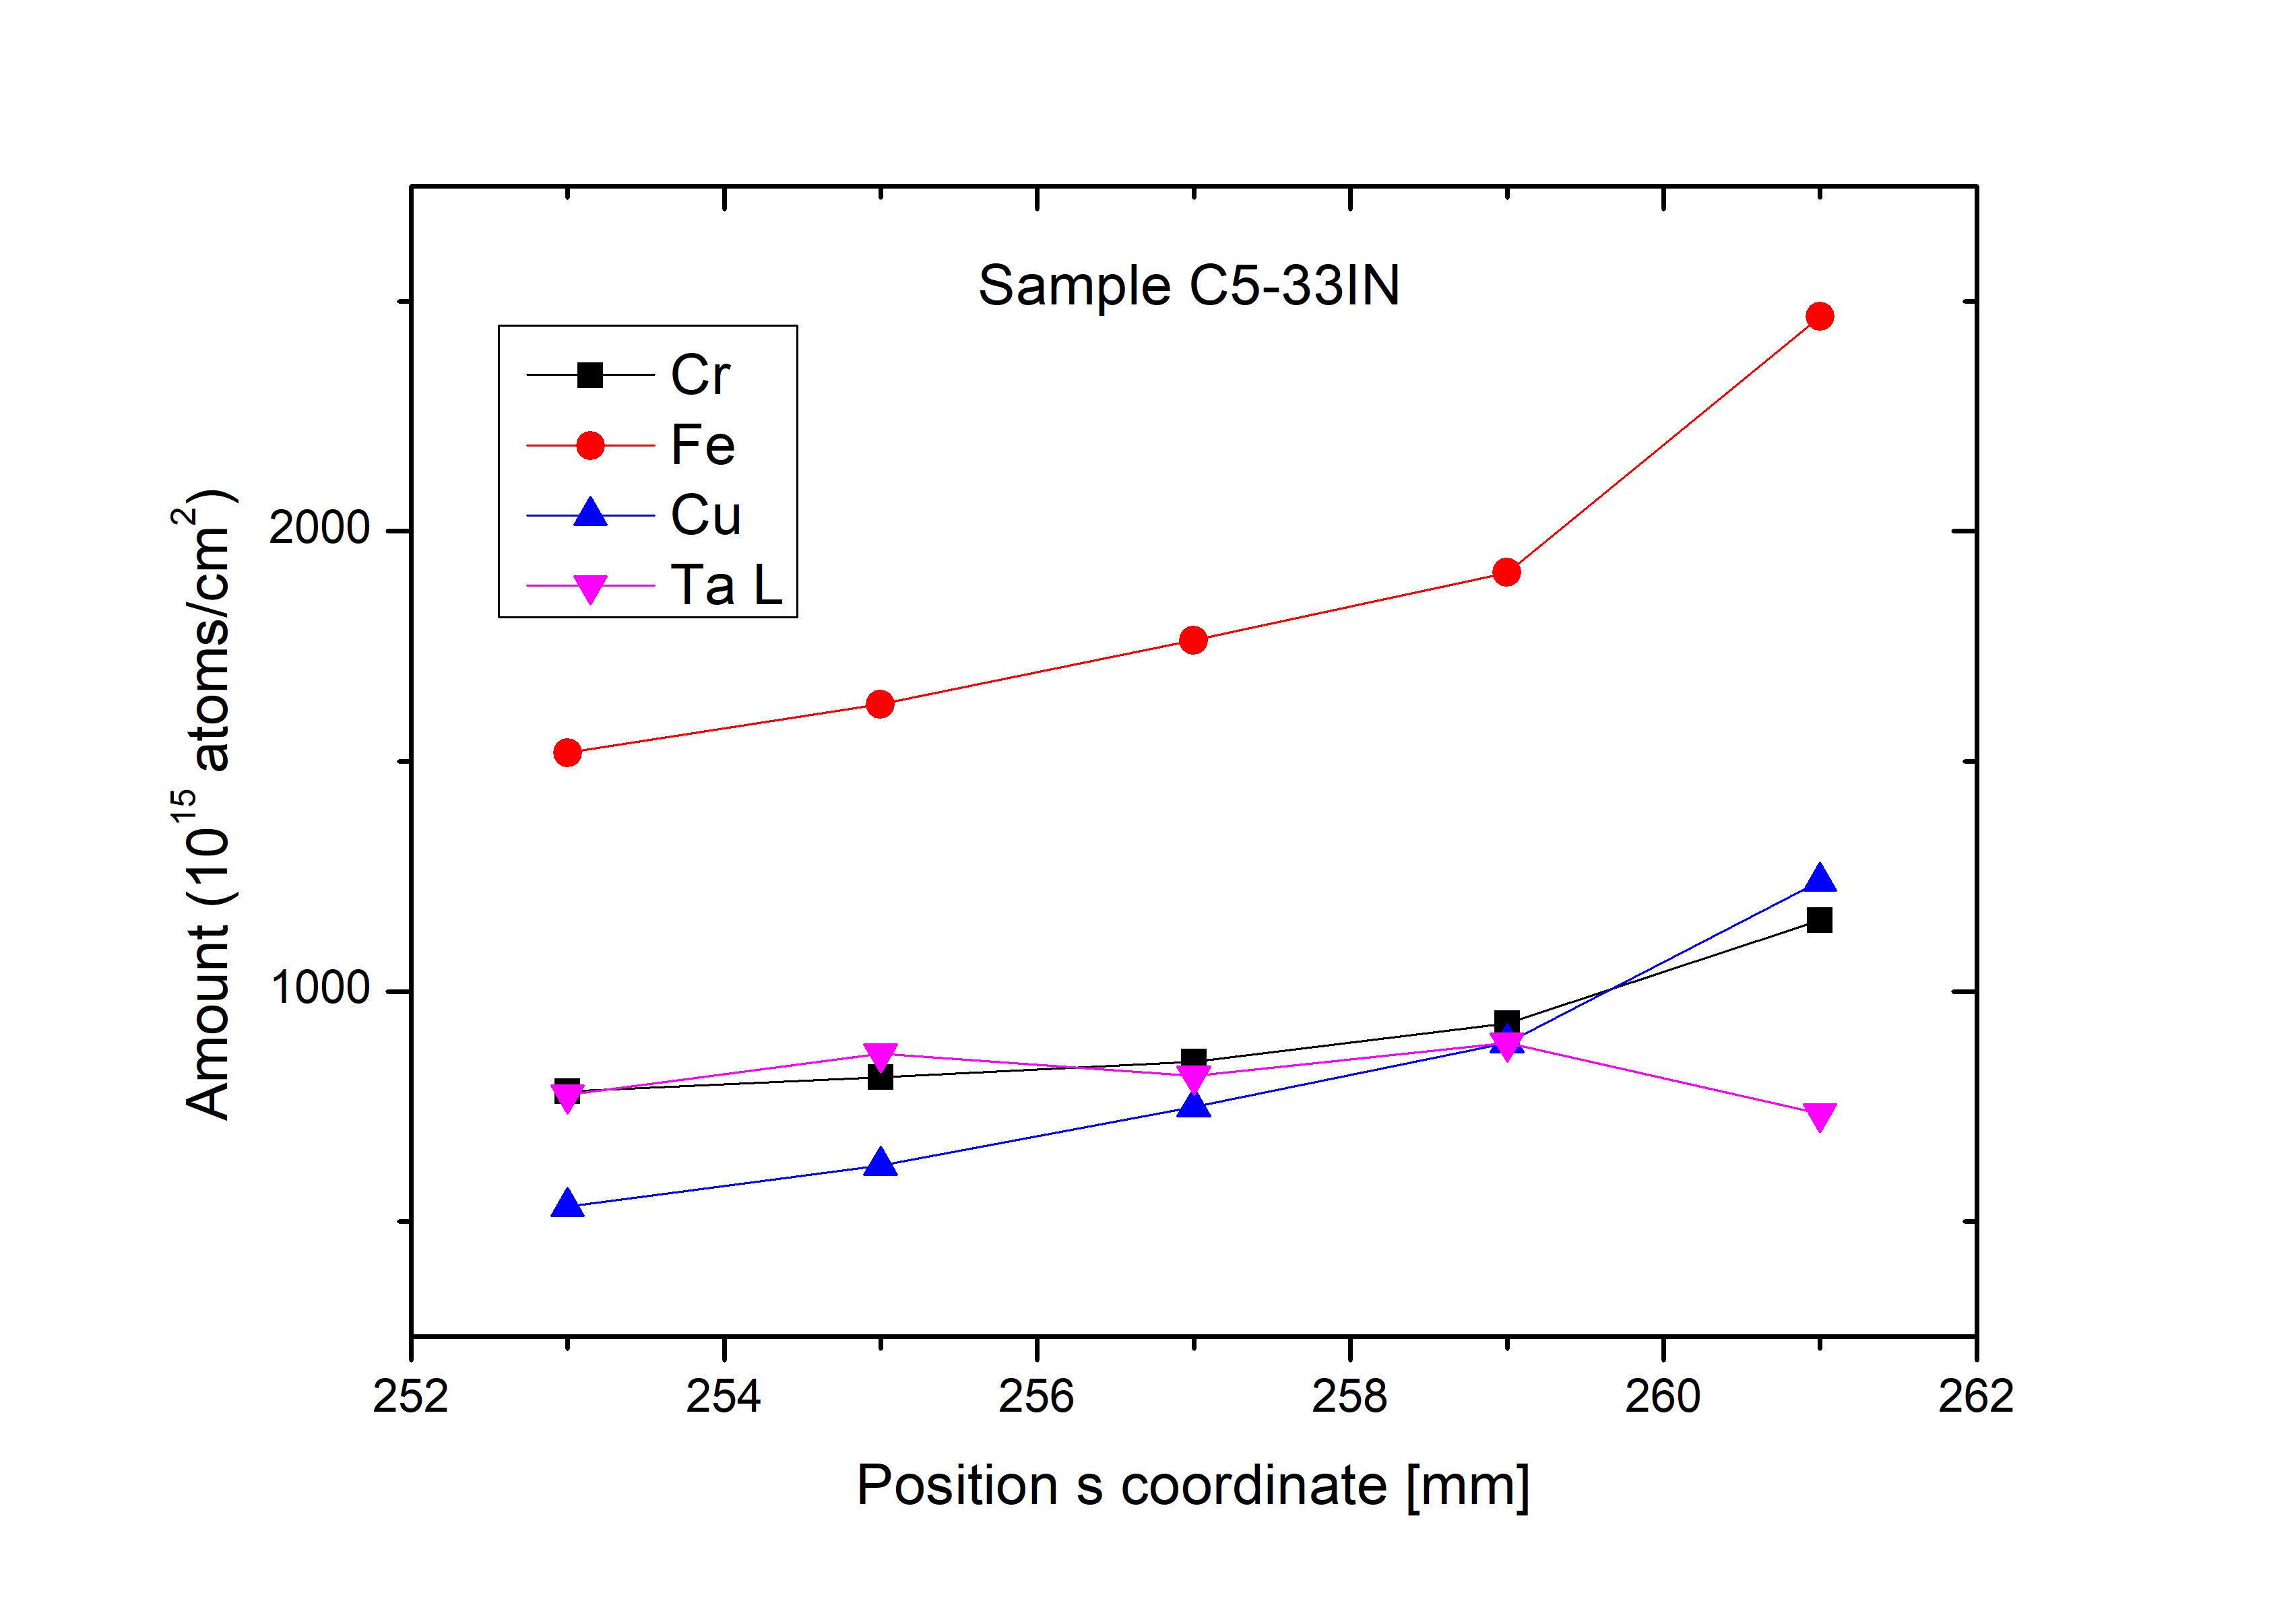 Sample C5-33IN
Cr
Fe
Cu
Ta L
Amount (10^15 atoms/cm^2)
2000
1000
252 254 256 258 260 262
Position s coordinate [mm]